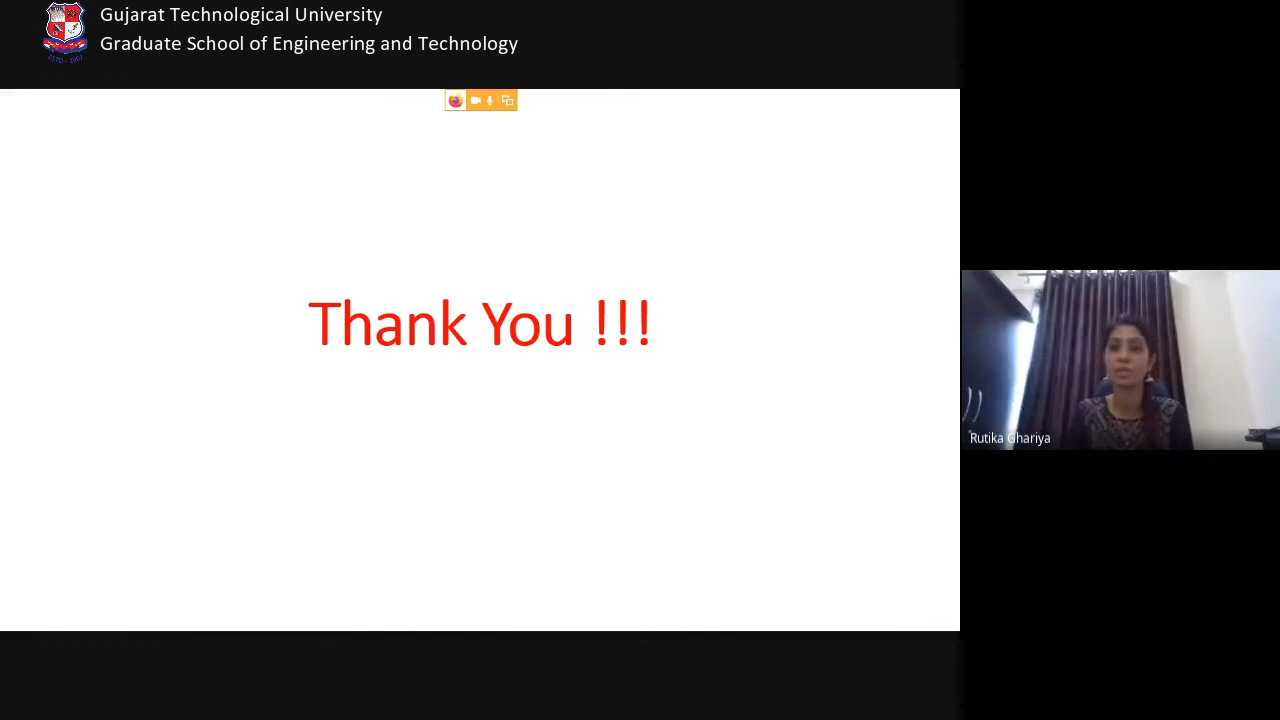 Gujarat Technological University
Graduate School of Engineering and Technology
Thank You !!!
Rutika Ghariya